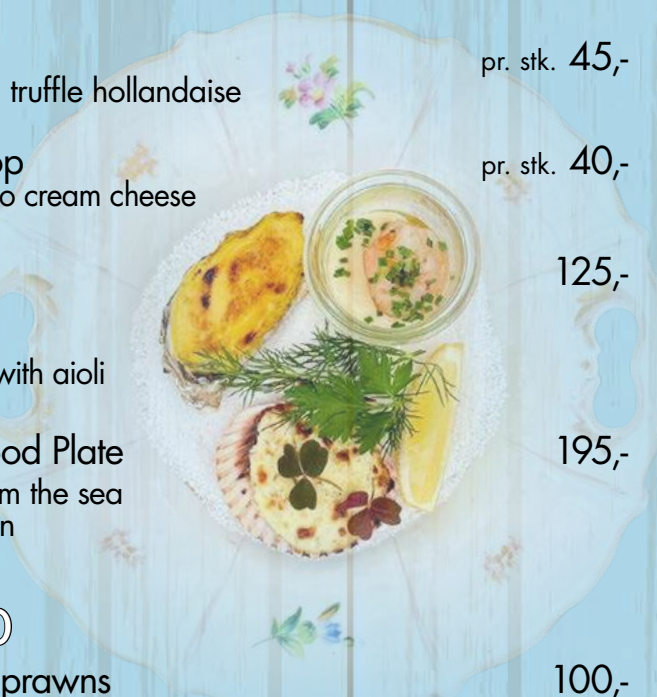 pr. stk. 45,-
truffle hollandaise
pr. stk. 40,-
cream cheese
125,-
with aioli
Plate 195,-
the sea
prawns 100,-